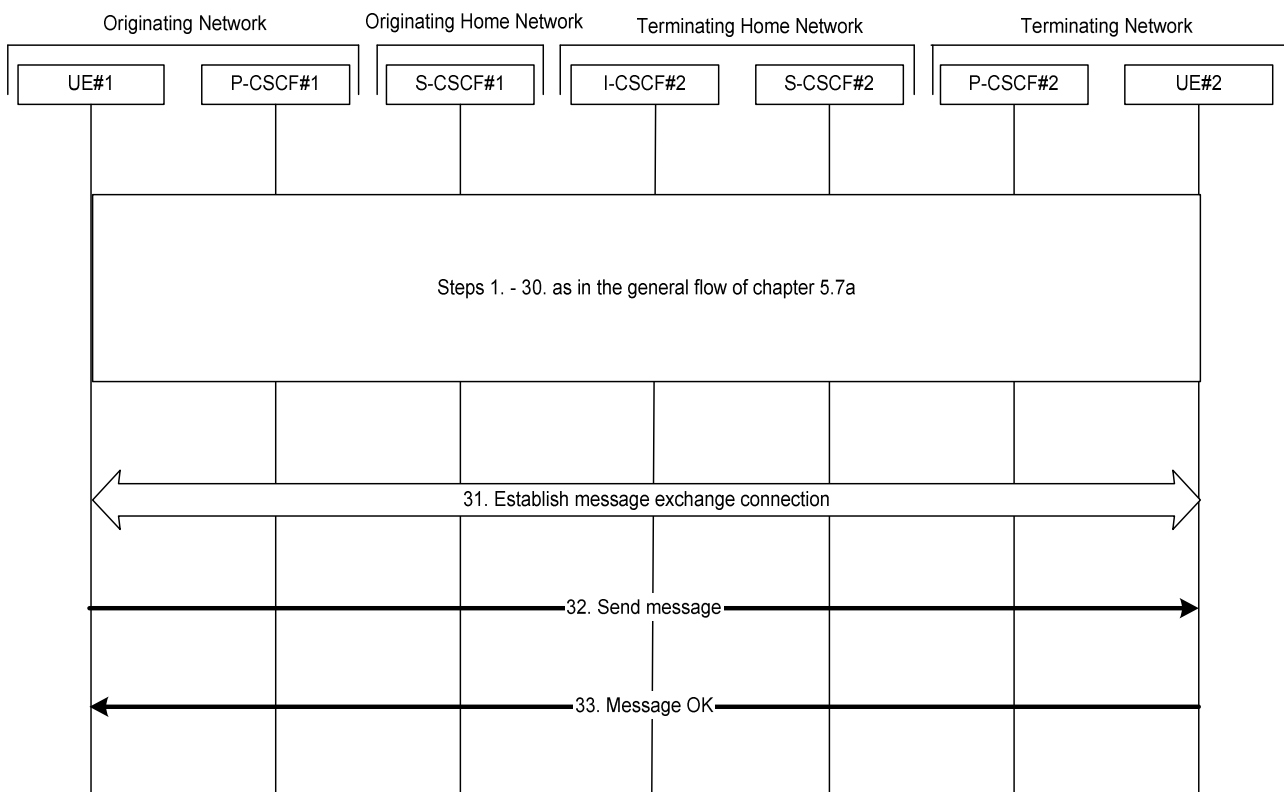 Originating Network
Originating Home Network
Terminating Home Network
Terminating Network
UE#1
P-CSCF#1
S-CSCF#1
I-CSCF#2
S-CSCF#2
P-CSCF#2
UE#2
Steps 1. - 30. as in the general flow of chapter 5.7a
31. Establish message exchange connection
32. Send message
33. Message OK